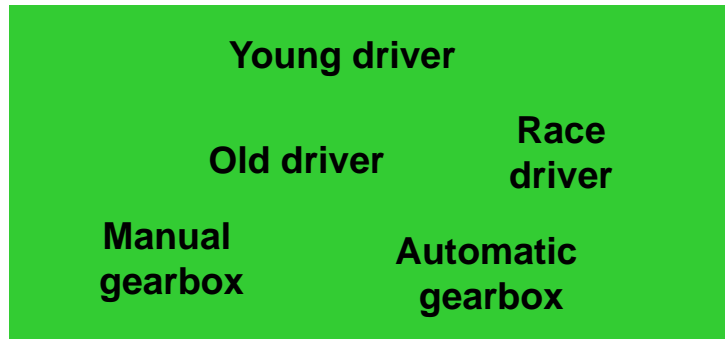 Young driver
Old driver
Race
driver
Manual
gearbox
Automatic
gearbox